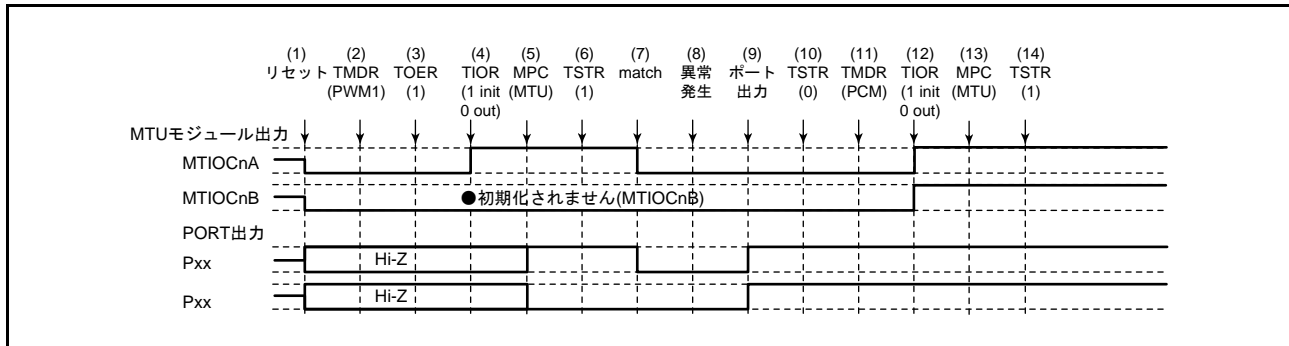 (1) (2) (3) (4) (5) (6) (7) (8) (9) (10) (11) (12) (13) (14)
リセット TMDR TOER TIOR MPC TSTR match 異常 ポート TSTR TMDR TIOR MPC TSTR
(PWM1) (1) (1 init (MTU) (1) 発生 出力 (0) (PCM) (1 init (MTU) (1)
0 out) 0 out)
MTUモジュール出力
MTIOCnA
MTIOCnB ●初期化されません(MTIOCnB)
PORT出力
Pxx Hi-Z
Pxx Hi-Z